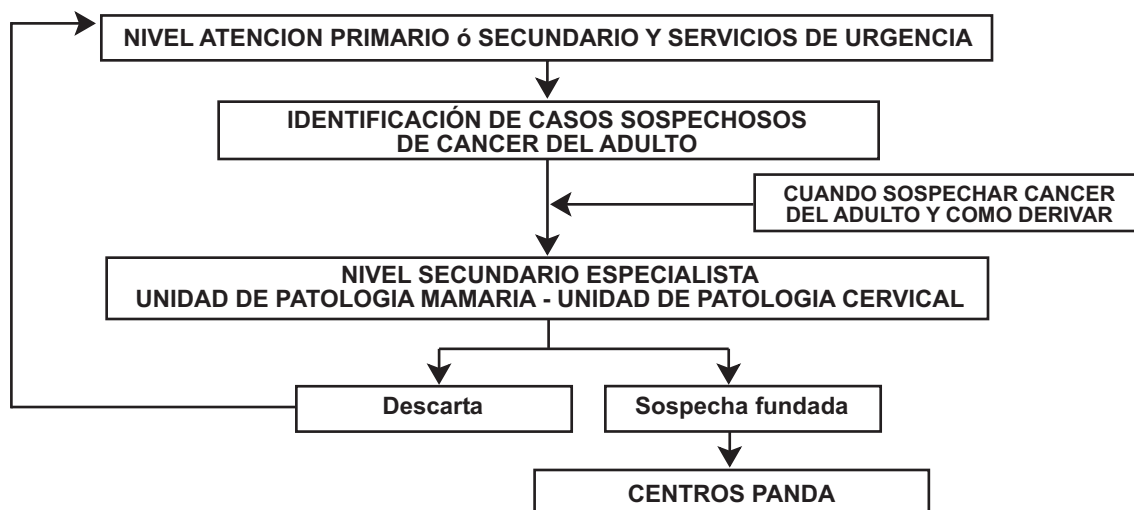 NIVEL ATENCION PRIMARIO ó SECUNDARIO Y SERVICIOS DE URGENCIA
IDENTIFICACIÓN DE CASOS SOSPECHOSOS
DE CANCER DEL ADULTO
CUANDO SOSPECHAR CANCER
DEL ADULTO Y COMO DERIVAR
NIVEL SECUNDARIO ESPECIALISTA
UNIDAD DE PATOLOGIA MAMARIA - UNIDAD DE PATOLOGIA CERVICAL
Descarta
Sospecha fundada
CENTROS PANDA